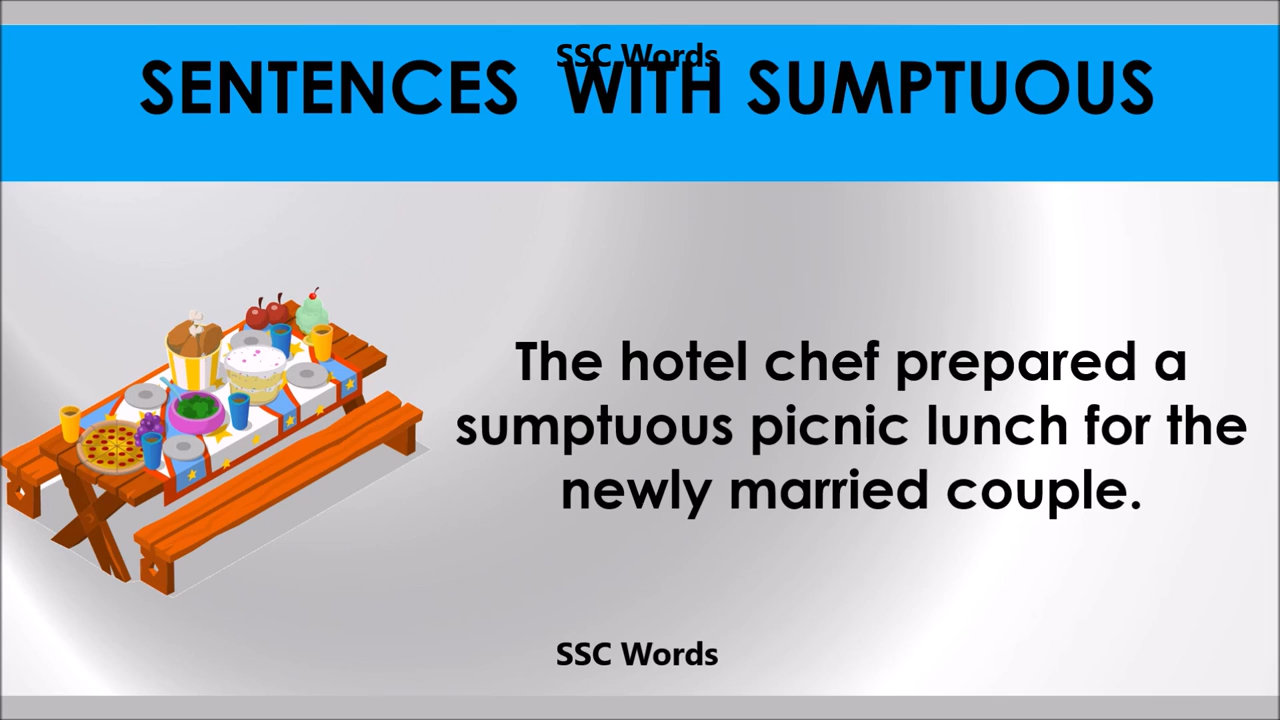 SSC Words
SENTENCES WITH SUMPTUOUS
The hotel chef prepared a
sumptuous picnic lunch for the
newly married couple.
SSC Words